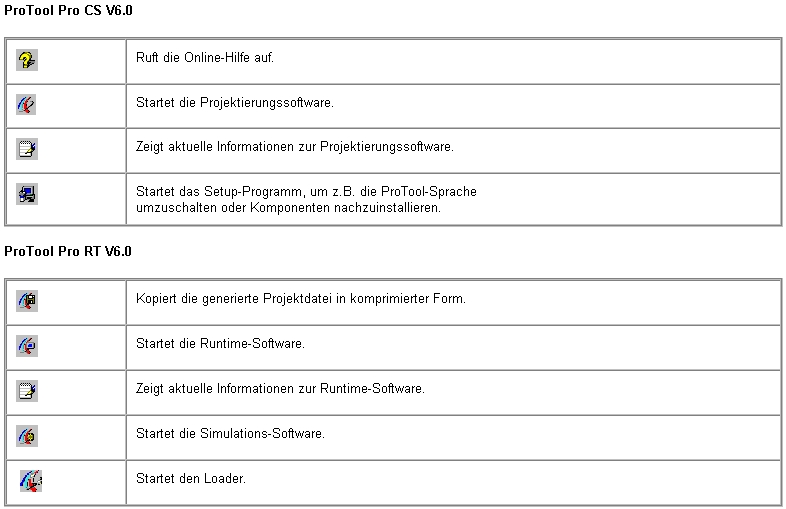 ProTool Pro CS V6.0
Ruft die Online-Hilfe auf.
Startet die Projektierungssoftware.
Zeigt aktuelle Informationen zur Projektierungssoftware.
Startet das Setup-Programm, um z.B. die ProTool-Sprache
umzuschalten oder Komponenten nachzuinstallieren.
ProTool Pro RT V6.0
Kopiert die generierte Projektdatei in komprimierter Form.
Startet die Runtime-Software.
Zeigt aktuelle Informationen zur Runtime-Software.
Startet die Simulations-Software.
Startet den Loader.